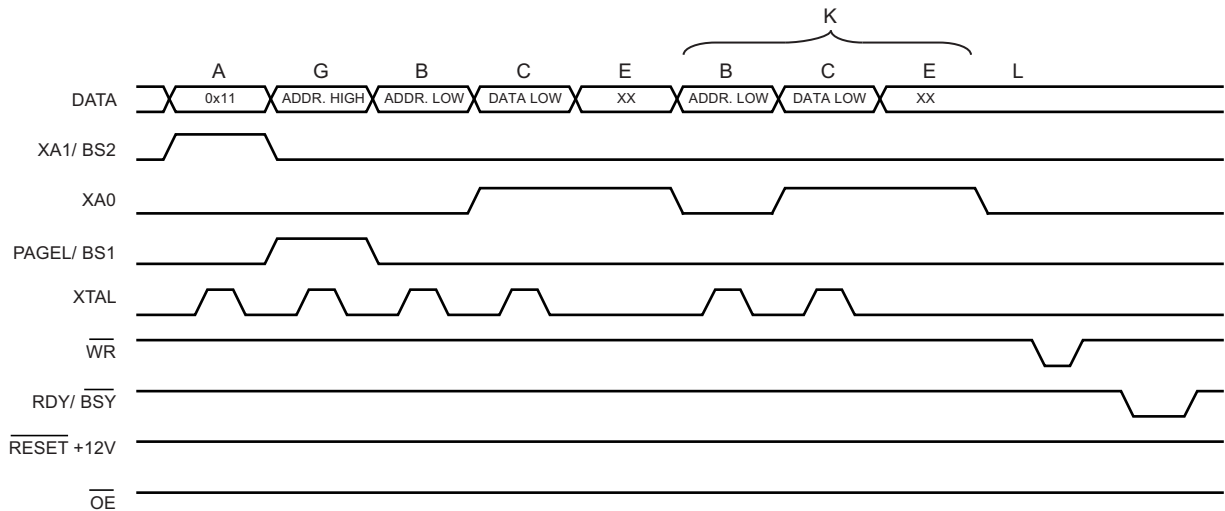 K
A G B C E B C E L
DATA 0x11 ADDR. HIGH ADDR. LOW DATA LOW XX ADDR. LOW DATA LOW XX
XA1/ BS2
XA0
PAGEL/ BS1
XTAL
WR
RDY/ BSY
RESET +12V
OE